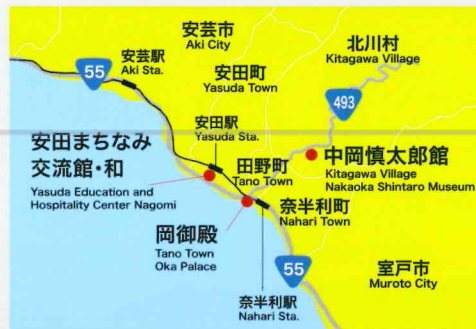 安芸市
Aki City
北川村
Kitagawa Village
安芸駅
Aki Sta.
55
安田町
Yasuda Town
493
安田駅
Yasuda Sta.
安田まちなみ
交流館・和
Yasuda Education and
Hospitality Center Nagomi
田野町
Tano Town
中岡慎太郎館
Kitagawa Village
Nakaoka Shintaro Museum
奈半利町
Nahari Town
岡御殿
Tano Town
Oka Palace
55
室戸市
Muroto City
奈半利駅
Nahari Sta.